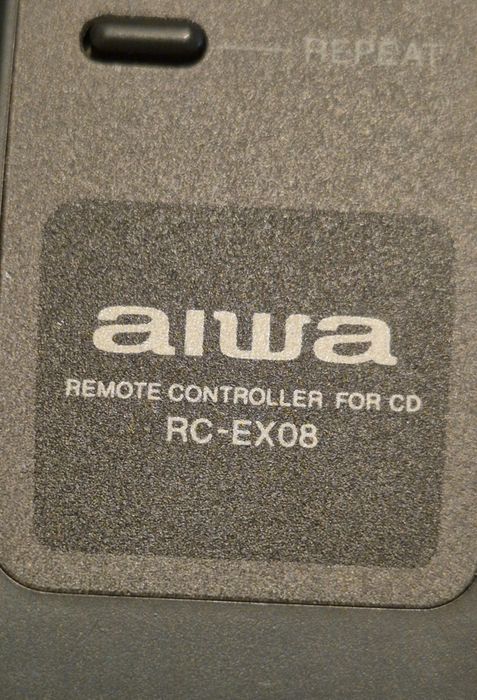 REPEAT
aiwa
REMOTE CONTROLLER FOR CD
RC-EX08